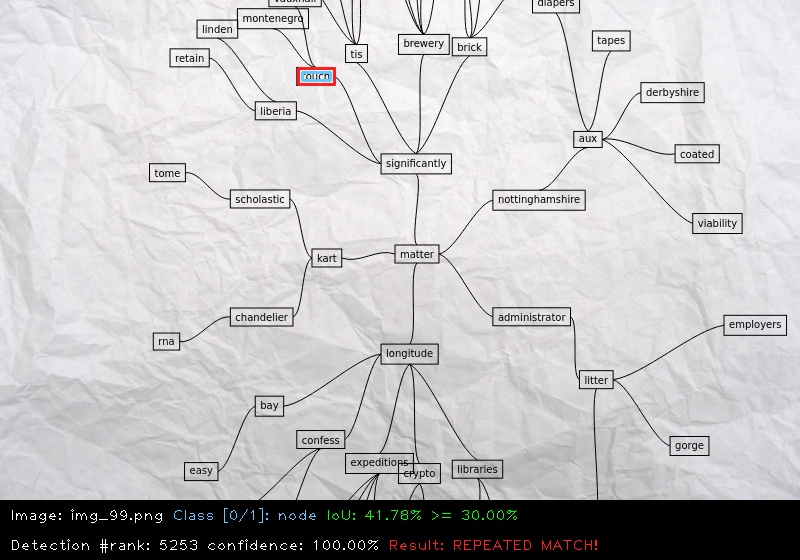 diapers
montenegro
linden
tapes
brewery
brick
tis
retain
derbyshire
liberia
aux
coated
significantly
tome
scholastic
nottinghamshire
viability
matter
kart
chandelier
administrator
employers
rna
longitude
litter
bay
confess
gorge
expeditions
libraries
easy
crypto
Image: img_99.png Class [0/1]: node IoU: 41.78% >= 30.00%
Detection #rank: 5253 confidence: 100.00% Result: REPEATED MATCH!